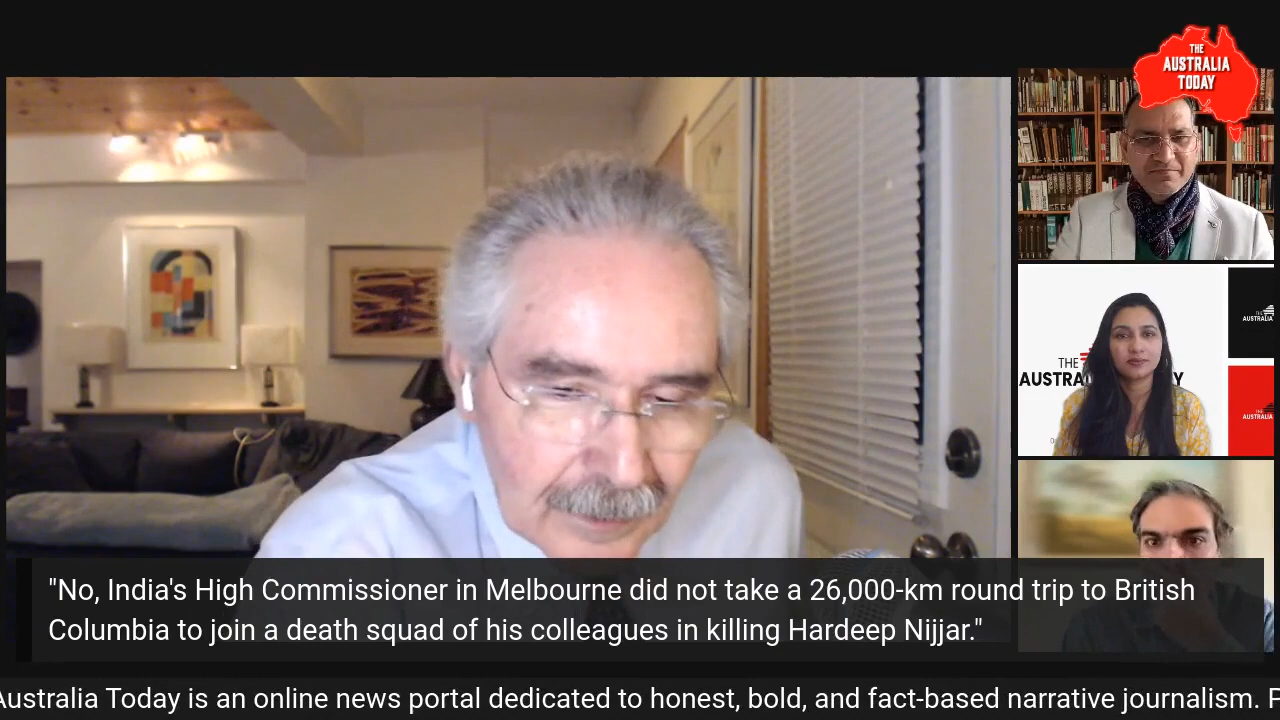 THE
AUSTRALIA
TODAY
THE
AUSTRA Y
THE
AUSTRALIA
THE
AUSTRALIA
"No, India's High Commissioner in Melbourne did not take a 26,000-km round trip to British
Columbia to join a death squad of his colleagues in killing Hardeep Nijjar."
Australia Today is an online news portal dedicated to honest, bold, and fact-based narrative journalism.